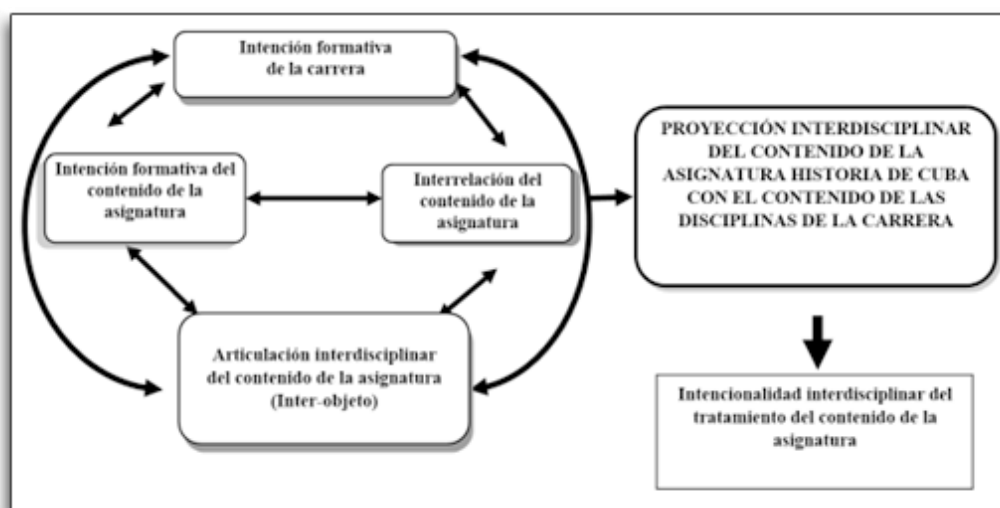 Intención formativa
de la carrera
Intención formativa del
contenido de la
asignatura
Interrelación del
contenido de la
asignatura
Articulación interdisciplinar
del contenido de la asignatura
(Inter-objeto)
PROYECCIÓN INTERDISCIPLINAR
DEL CONTENIDO DE LA
ASIGNATURA HISTORIA DE CUBA
CON EL CONTENIDO DE LAS
DISCIPLINAS DE LA CARRERA
Intencionalidad interdisciplinar del
tratamiento del contenido de la
asignatura